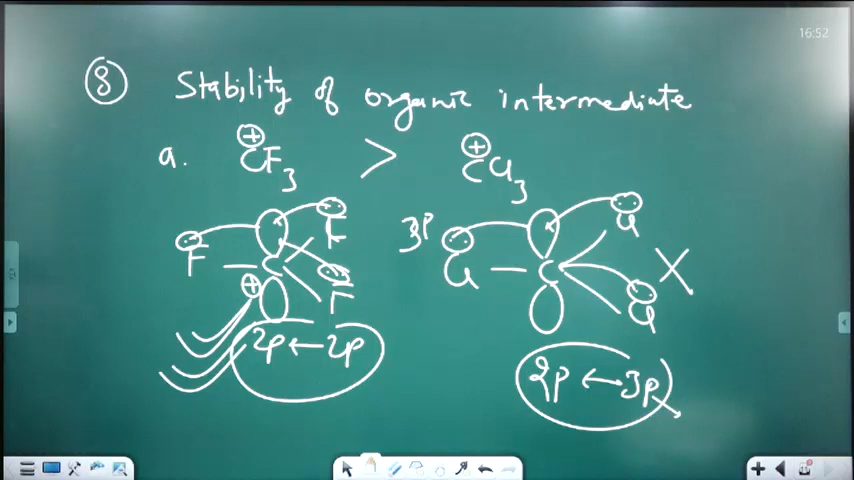 16:52
⑧ Stability of organic intermediate
a. ⊕CF3 > ⊕CCl3
F F 3P Cl
F C Cl C X
⊕ F Cl
2p ← 2p
2p ↔ 3p